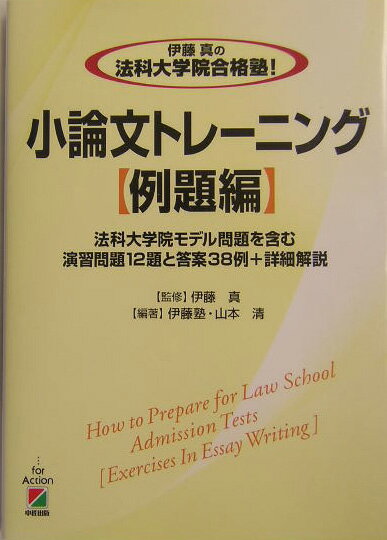 伊藤 真の
法科大学院合格塾!
小論文トレーニング
【例題編】
法科大学院モデル問題を含む
演習問題12題と答案38例+詳細解説
【監修】伊藤 真
【編著】伊藤塾・山本 清
How to Prepare for Law School
Admission Tests
[Exercises In Essay Writing]
for
Action
中経出版